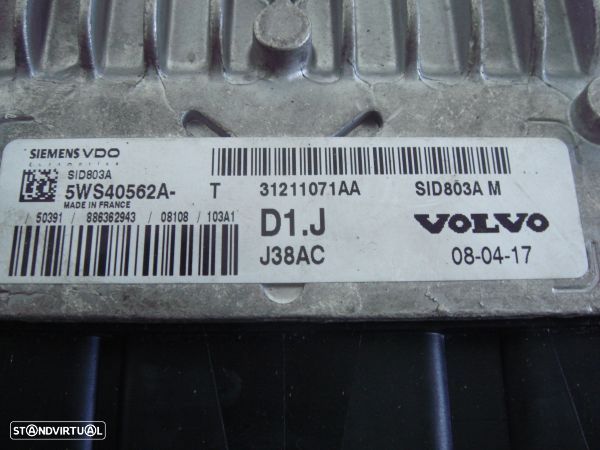 SIEMENS VDO
SID803A
5WS40562A- T 31211071AA SID803A M
MADE IN FRANCE
/ 50391 / 886362943 / 08108 / 103A1
D1.J VOLVO
J38AC 08-04-17
STANDVIRTUAL